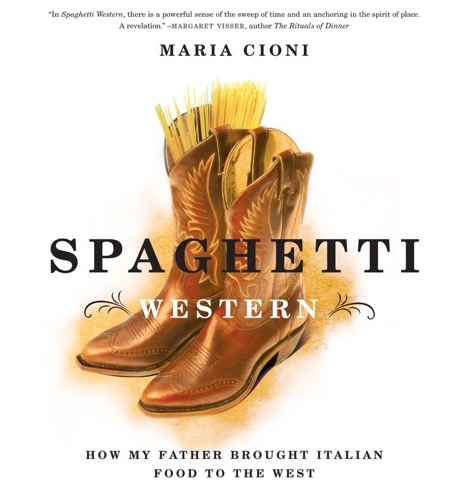 "In Spaghetti Western, there is a powerful sense of the sweep of time and an anchoring in the spirit of place.
A revelation." –MARGARET VISSER, author The Rituals of Dinner
MARIA CIONI
SPAGHETTI
WESTERN
HOW MY FATHER BROUGHT ITALIAN
FOOD TO THE WEST